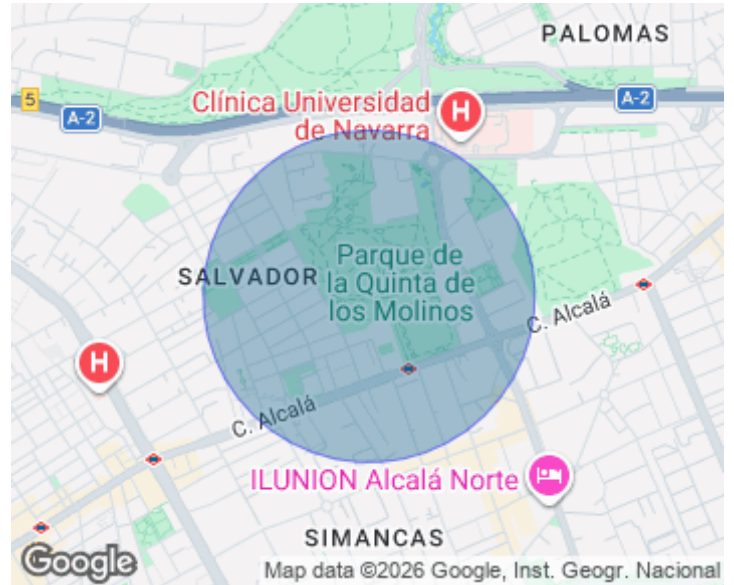 PALOMAS
5
A-2
A-2
Clínica Universidad
de Navarra
H
SALVADOR
Parque de
la Quinta de
los Molinos
C. Alcalá
H
C. Alcalá
ILUNION Alcalá Norte
SIMANCAS
Google
Map data ©2026 Google, Inst. Geogr. Nacional